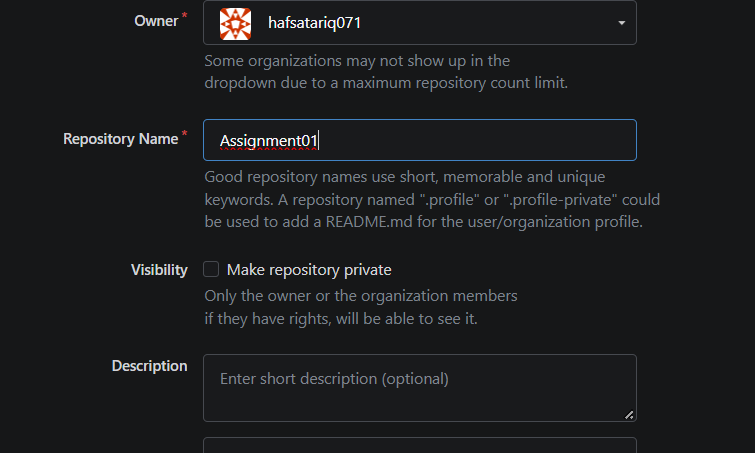 Owner *
hafsatariq071
Some organizations may not show up in the
dropdown due to a maximum repository count limit.
Repository Name *
Assignment01
Good repository names use short, memorable and unique
keywords. A repository named ".profile" or ".profile-private" could
be used to add a README.md for the user/organization profile.
Visibility
Make repository private
Only the owner or the organization members
if they have rights, will be able to see it.
Description
Enter short description (optional)